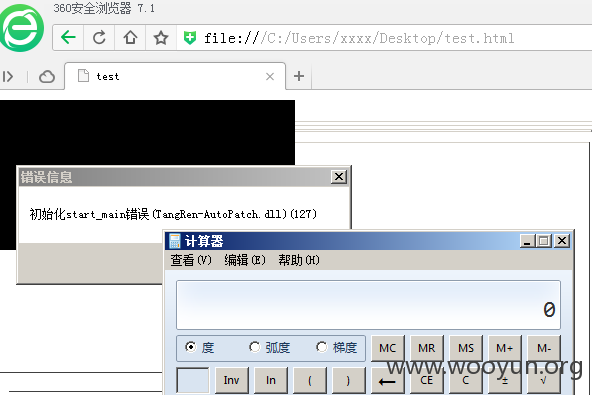 360安全浏览器 7.1
file:///C:/Users/xxxx/Desktop/test.html
test
错误信息
初始化start_main错误(TangRen-AutoPatch.dll)(127)
计算器
查看(V) 编辑(E) 帮助(H)
0
度 弧度 梯度 MC MR MS M+ M-
www.wooyun.org
Inv ln ( ) ← CE C ± √